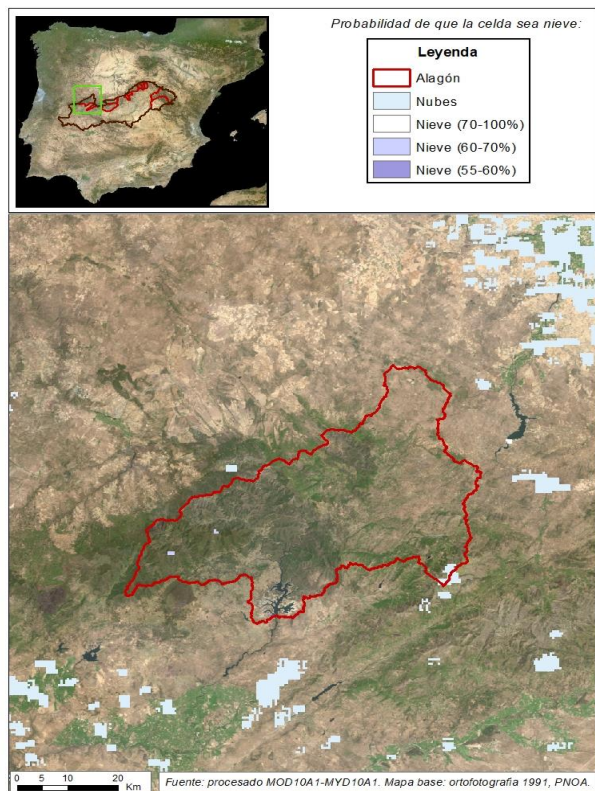 Probabilidad de que la celda sea nieve:
Leyenda
Alagón
Nubes
Nieve (70-100%)
Nieve (60-70%)
Nieve (55-60%)
0 5 10 20
Km
Fuente: procesado MOD10A1-MYD10A1. Mapa base: ortofotografía 1991, PNOA.